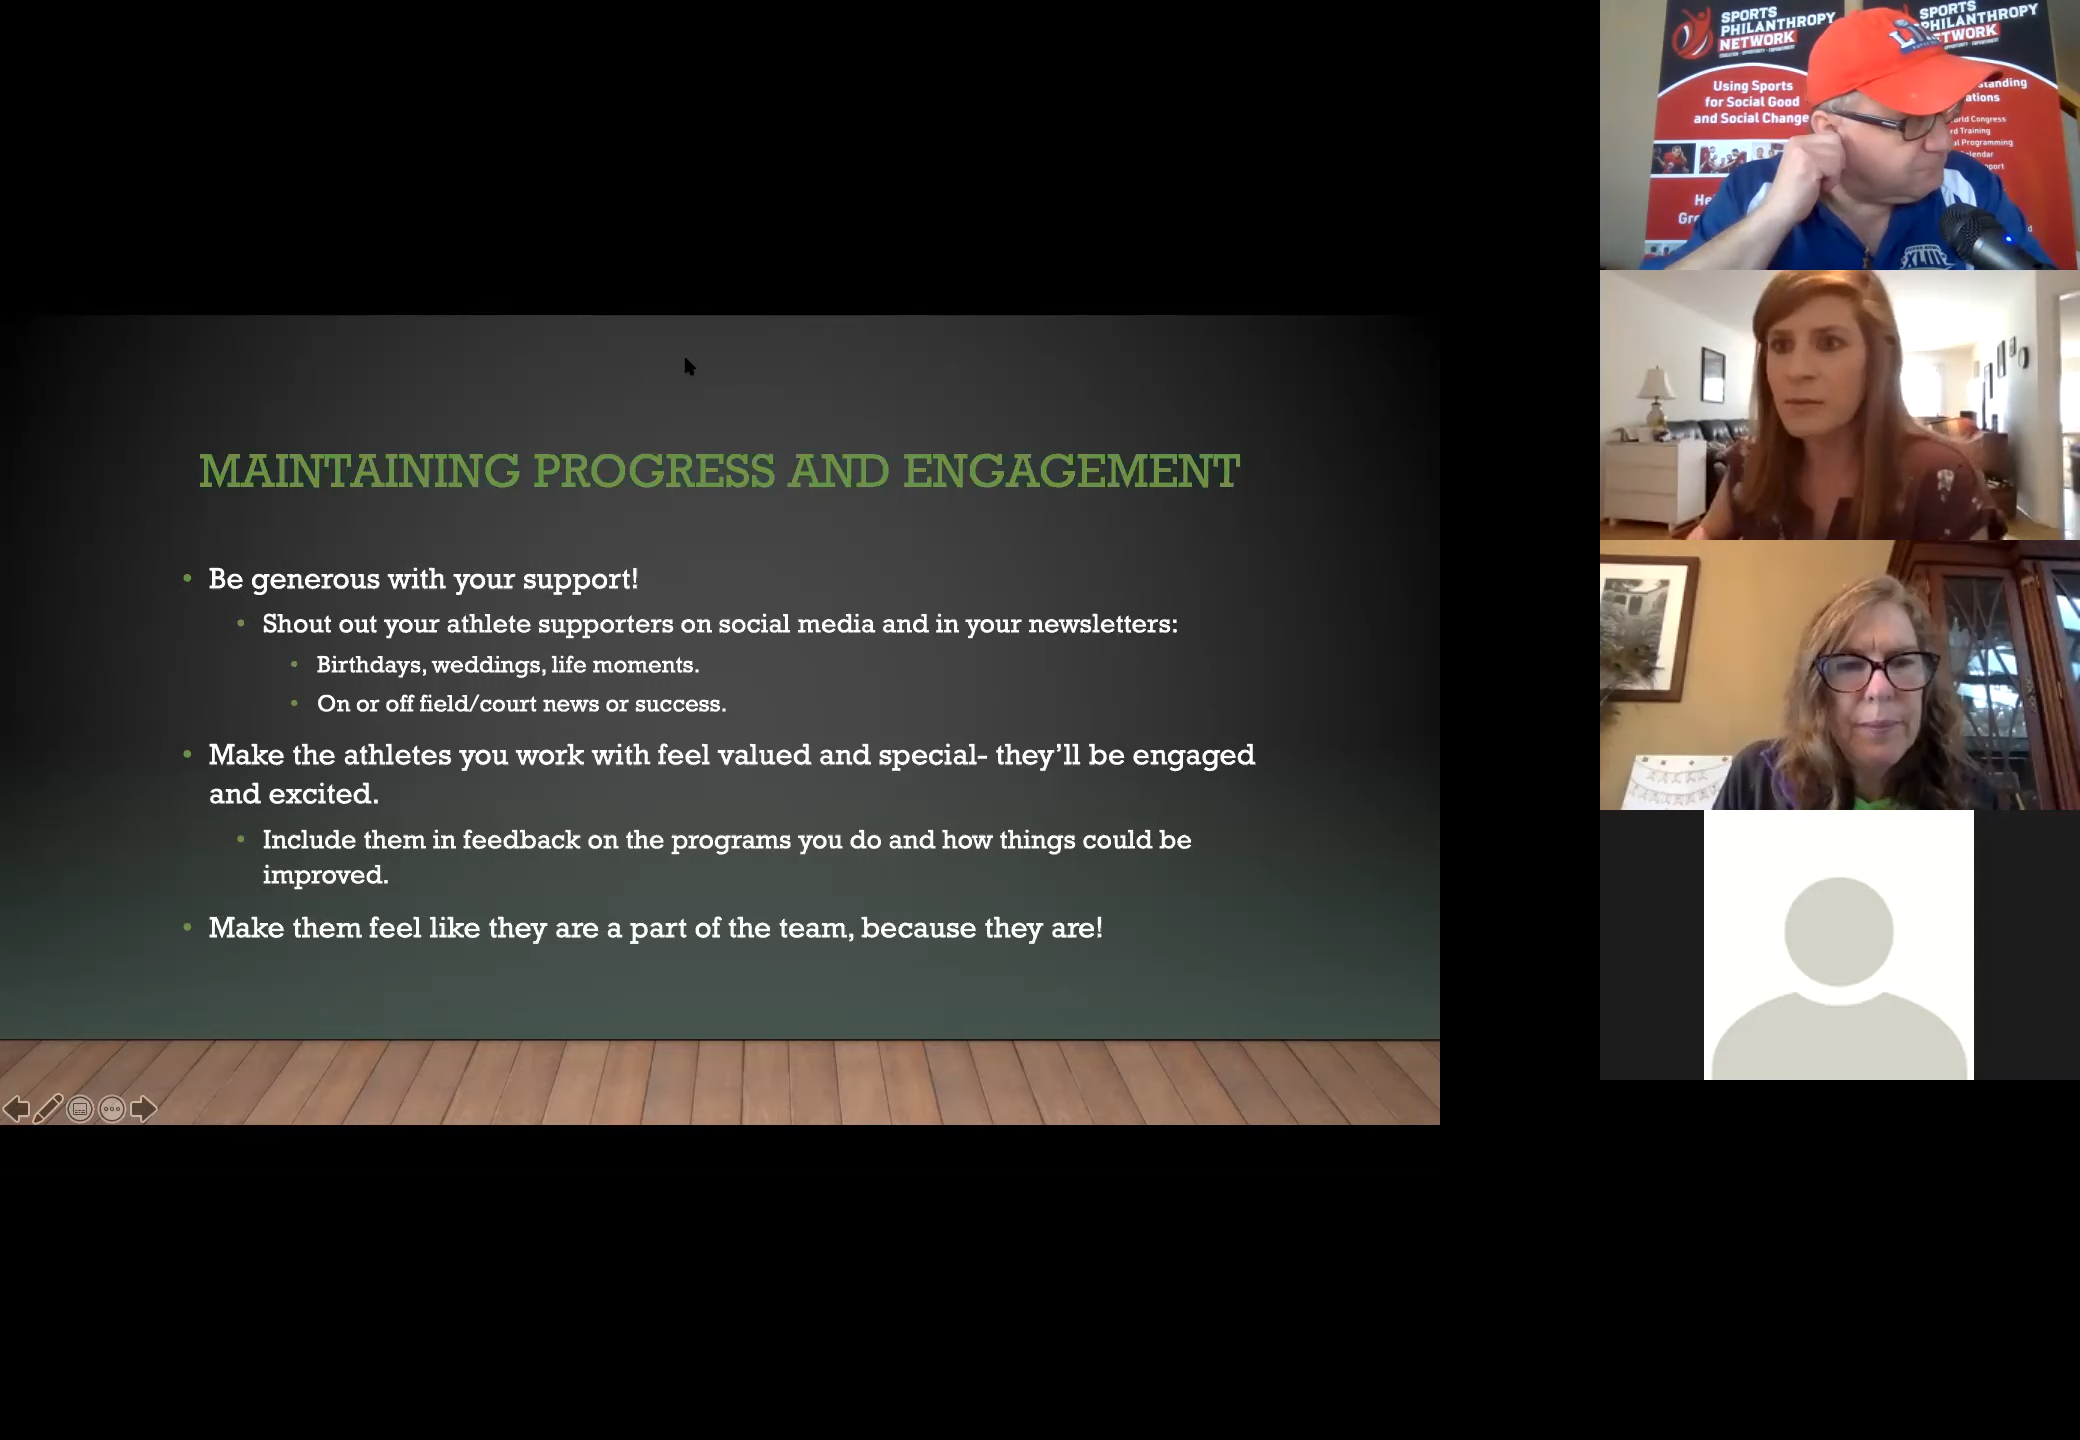 MAINTAINING PROGRESS AND ENGAGEMENT
• Be generous with your support!
• Shout out your athlete supporters on social media and in your newsletters:
• Birthdays, weddings, life moments.
• On or off field/court news or success.
• Make the athletes you work with feel valued and special- they'll be engaged
and excited.
• Include them in feedback on the programs you do and how things could be
improved.
• Make them feel like they are a part of the team, because they are!
SPORTS
PHILANTHROPY
NETWORK
Using Sports
for Social Good
and Social Change
SPORTS
PHILANTHROPY
NETWORK
Training
Programming
XLIII